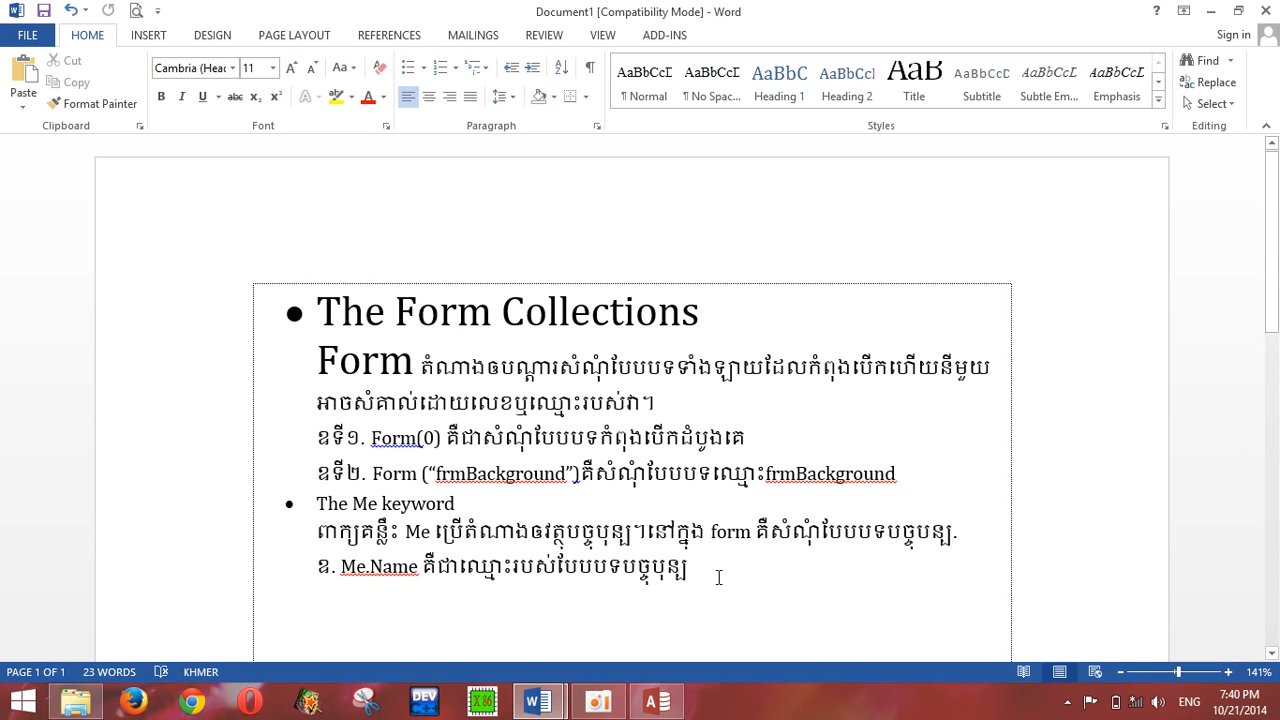 Document1 [Compatibility Mode] - Word
FILE HOME INSERT DESIGN PAGE LAYOUT REFERENCES MAILINGS REVIEW VIEW ADD-INS Sign in
Paste
Cut
Copy
Format Painter
Clipboard
Cambria (Head 11
Font
Paragraph
AaBbCcI AaBbCcI AaBbC AaBbCcI AaB AaBbCcI AaBbCcI AaBbCcI
¶ Normal ¶ No Spac... Heading 1 Heading 2 Title Subtitle Subtle Em... Emphasis
Styles
Find
Replace
Select
Editing
• The Form Collections
Form តំណាងឲបណ្តារសំណុំបែបបទទាំងឡាយដែលកំពុងបើកហើយនីមួយ
អាចសំគាល់ដោយលេខឬឈ្មោះរបស់វា។
ឧទី១. Form(0) គឺជាសំណុំបែបបទកំពុងបើកដំបូងគេ
ឧទី២. Form (“frmBackground”)គឺសំណុំបែបបទឈ្មោះfrmBackground
• The Me keyword
ពាក្យគន្លឹះ Me ប្រើតំណាងឲវត្ថុបច្ចុបុន្ប។នៅក្នុង form គឺសំណុំបែបបទបច្ចុបន្ប.
ឧ. Me.Name គឺជាឈ្មោះរបស់បែបបទបច្ចុបុន្ប
PAGE 1 OF 1 23 WORDS KHMER 141%
DEV X86 ENG
7:40 PM
10/21/2014